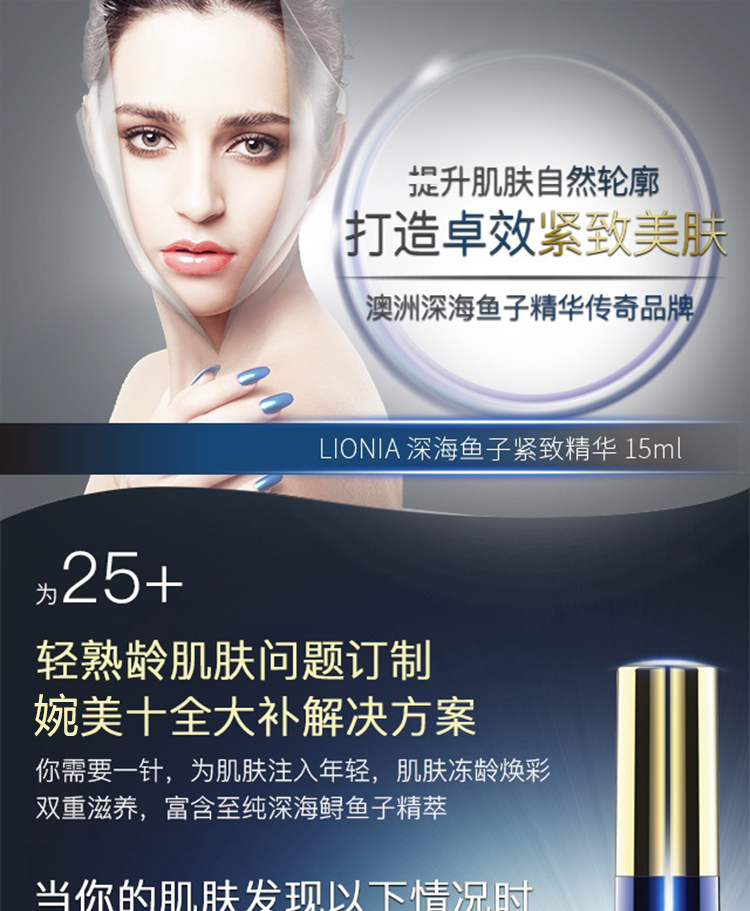 提升肌肤自然轮廓
打造卓效紧致美肤
澳洲深海鱼子精华传奇品牌
LIONIA 深海鱼子紧致精华 15ml
为25+
轻熟龄肌肤问题订制
婉美十全大补解决方案
你需要一针，为肌肤注入年轻，肌肤冻龄焕彩
双重滋养，富含至纯深海鲟鱼子精萃
当你的肌肤发现以下情况时